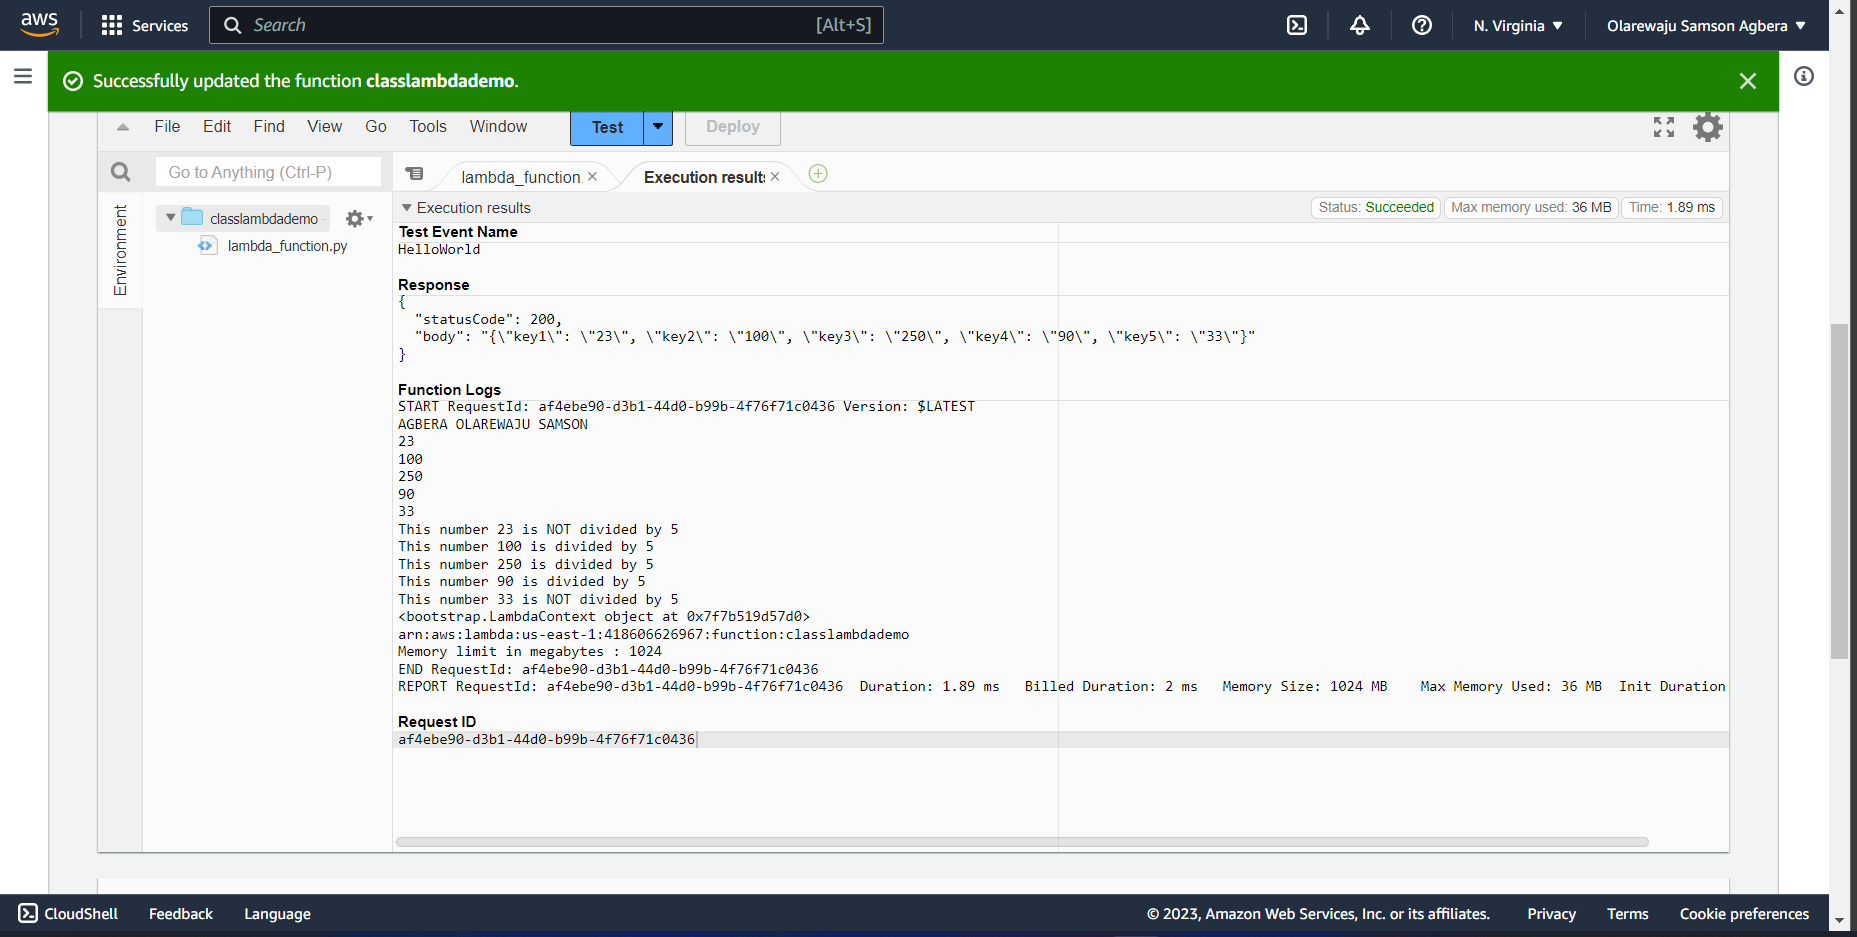 aws
Services
Search
[Alt+S]
N. Virginia
Olarewaju Samson Agbera
Successfully updated the function classlambdademo.
File Edit Find View Go Tools Window
Test
Deploy
Go to Anything (Ctrl-P)
lambda_function.
Execution results
Environment
classlambdademo -
lambda_function.py
Execution results
Status: Succeeded
Max memory used: 36 MB
Time: 1.89 ms
Test Event Name
HelloWorld
Response
{
"statusCode": 200,
"body": "{\"key1\": \"23\", \"key2\": \"100\", \"key3\": \"250\", \"key4\": \"90\", \"key5\": \"33\"}"
}
Function Logs
START RequestId: af4ebe90-d3b1-44d0-b99b-4f76f71c0436 Version: $LATEST
AGBERA OLAREWAJU SAMSON
23
100
250
90
33
This number 23 is NOT divided by 5
This number 100 is divided by 5
This number 250 is divided by 5
This number 90 is divided by 5
This number 33 is NOT divided by 5
<bootstrap.LambdaContext object at 0x7f7b519d57d0>
arn:aws:lambda:us-east-1:418606626967:function:classlambdademo
Memory limit in megabytes : 1024
END RequestId: af4ebe90-d3b1-44d0-b99b-4f76f71c0436
REPORT RequestId: af4ebe90-d3b1-44d0-b99b-4f76f71c0436 Duration: 1.89 ms Billed Duration: 2 ms Memory Size: 1024 MB Max Memory Used: 36 MB Init Duration
Request ID
af4ebe90-d3b1-44d0-b99b-4f76f71c0436
CloudShell
Feedback
Language
© 2023, Amazon Web Services, Inc. or its affiliates.
Privacy
Terms
Cookie preferences